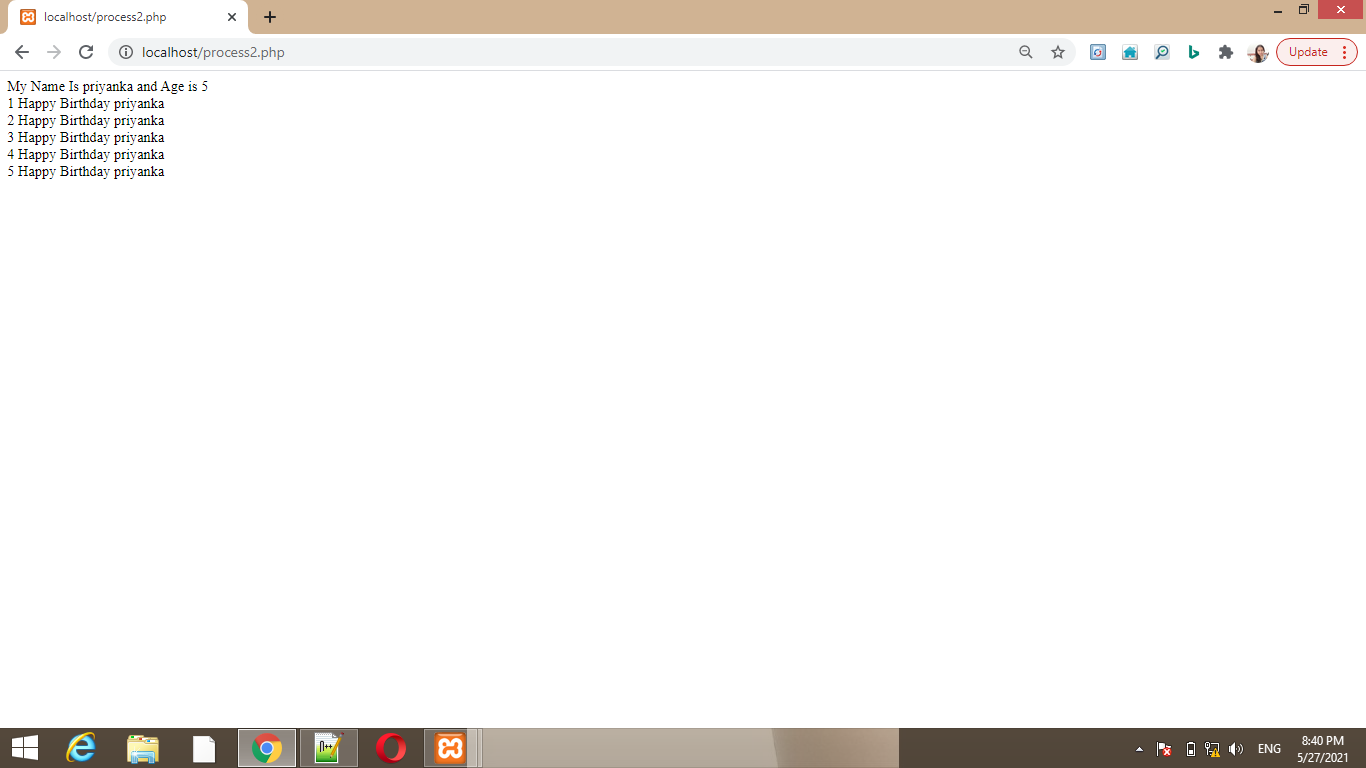 localhost/process2.php
localhost/process2.php
Update
My Name Is priyanka and Age is 5
1 Happy Birthday priyanka
2 Happy Birthday priyanka
3 Happy Birthday priyanka
4 Happy Birthday priyanka
5 Happy Birthday priyanka
ENG
8:40 PM
5/27/2021